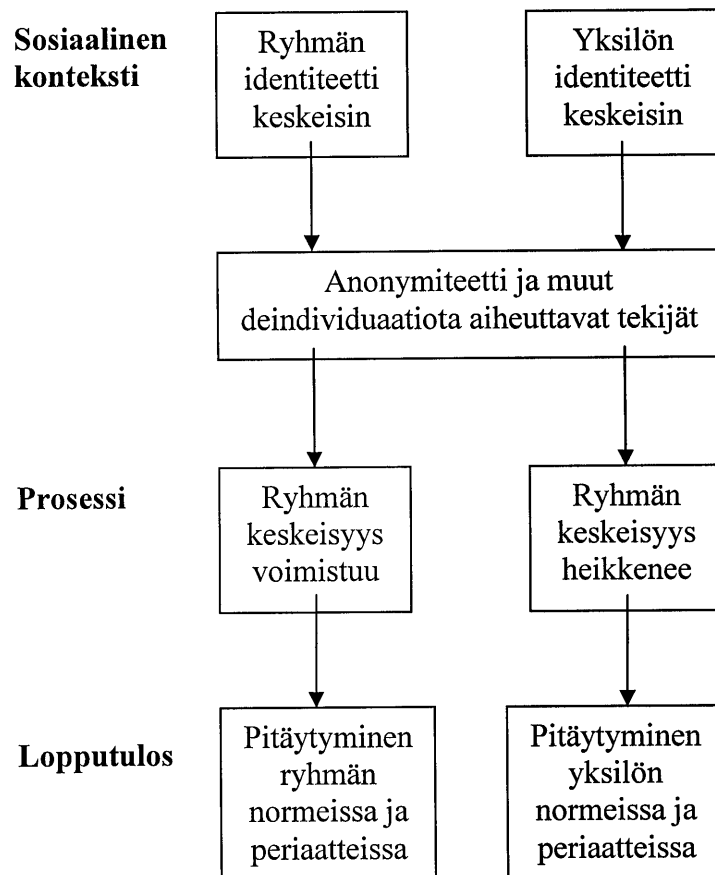 Sosiaalinen
konteksti
Ryhmän
identiteetti
keskeisin
Yksilön
identiteetti
keskeisin
Anonymiteetti ja muut
deindividuaatiota aiheuttavat tekijät
Prosessi
Ryhmän
keskeisyys
voimistuu
Ryhmän
keskeisyys
heikkenee
Lopputulos
Pitäytyminen
ryhmän
normeissa ja
periaatteissa
Pitäytyminen
yksilön
normeissa ja
periaatteissa